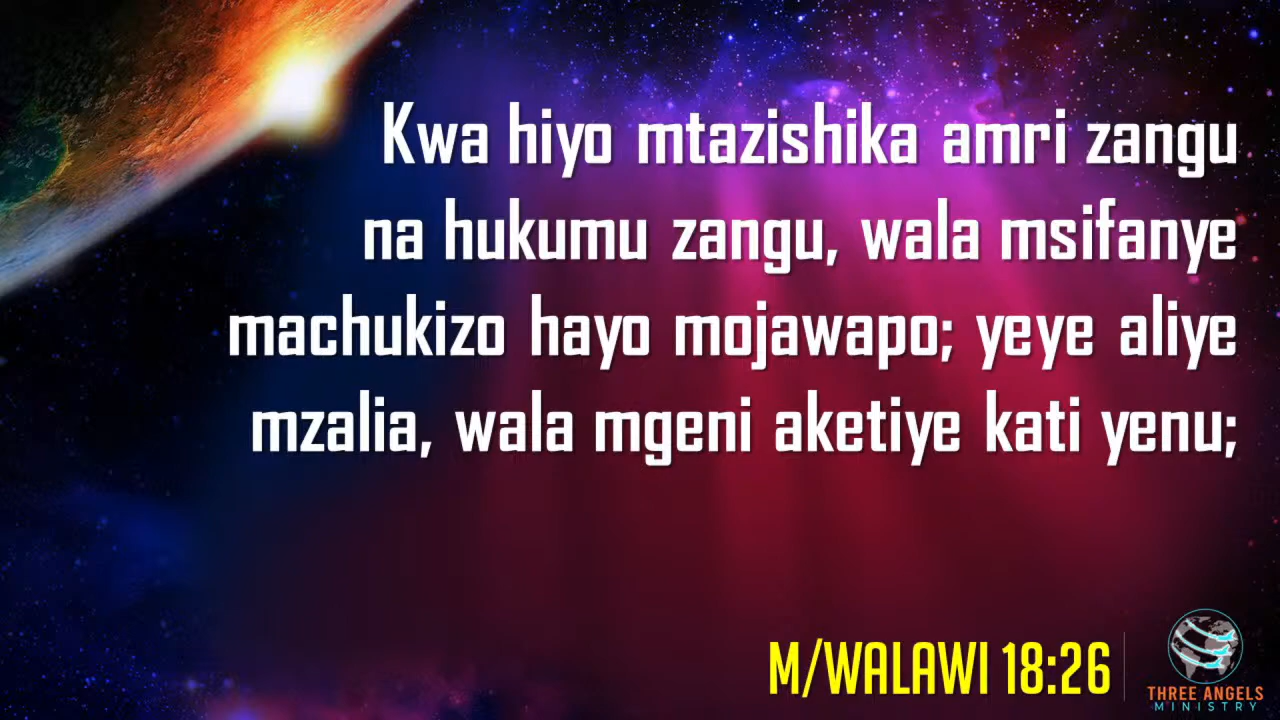 Kwa hiyo mtazishika amri zangu
na hukumu zangu, wala msifanye
machukizo hayo mojawapo; yeye aliye
mzalia, wala mgeni aketiye kati yenu;
M/WALAWI 18:26
THREE ANGELS
MINISTRY